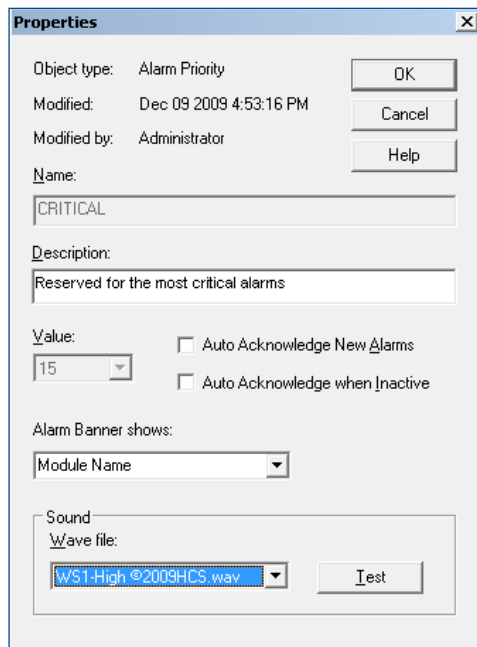 Properties
Object type: Alarm Priority
OK
Modified: Dec 09 2009 4:53:16 PM
Cancel
Modified by: Administrator
Help
Name:
CRITICAL
Description:
Reserved for the most critical alarms
Value:
15
Auto Acknowledge New Alarms
Auto Acknowledge when Inactive
Alarm Banner shows:
Module Name
Sound
Wave file:
WS1-High ©2009HCS.wav
Test